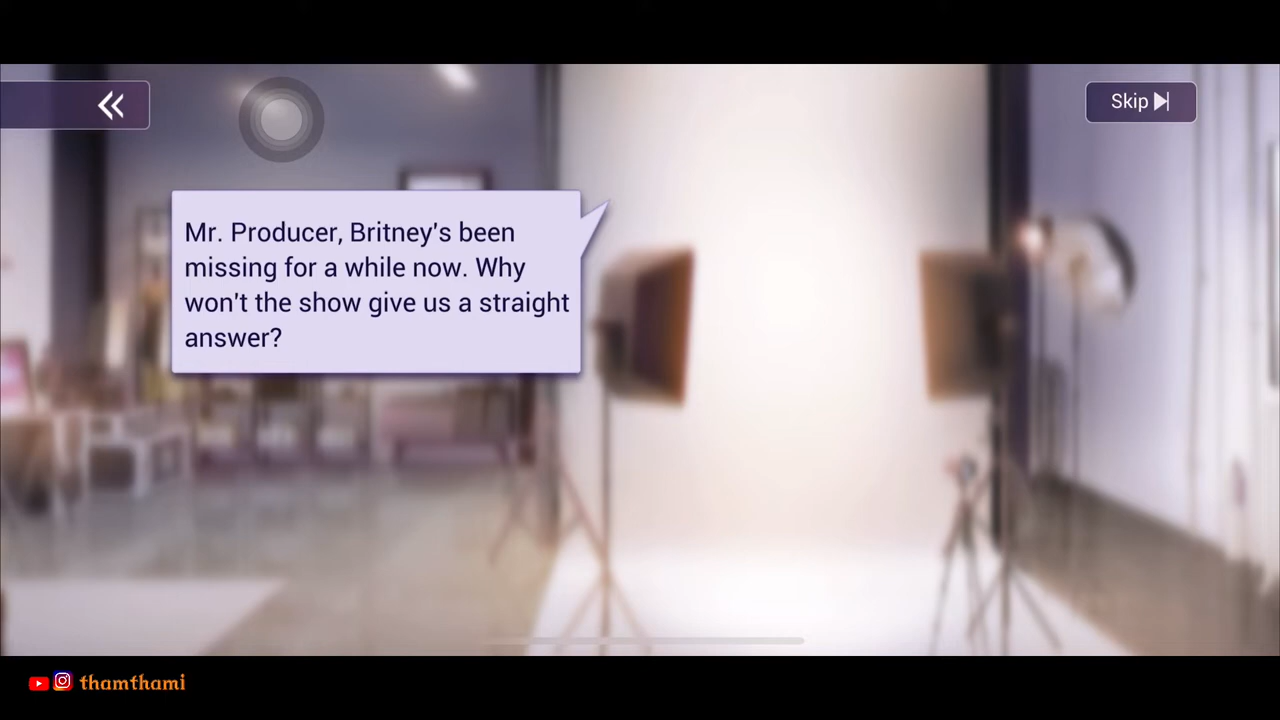 Skip
Mr. Producer, Britney's been
missing for a while now. Why
won't the show give us a straight
answer?
thamthami